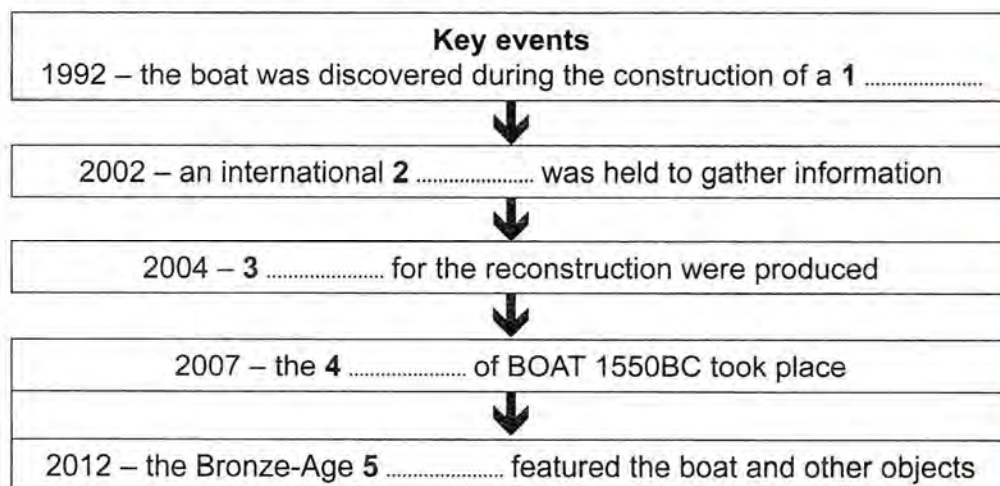 Key events
1992 – the boat was discovered during the construction of a 1 ....................
2002 – an international 2 .................... was held to gather information
2004 – 3 .................... for the reconstruction were produced
2007 – the 4 .................... of BOAT 1550BC took place
2012 – the Bronze-Age 5 .................... featured the boat and other objects